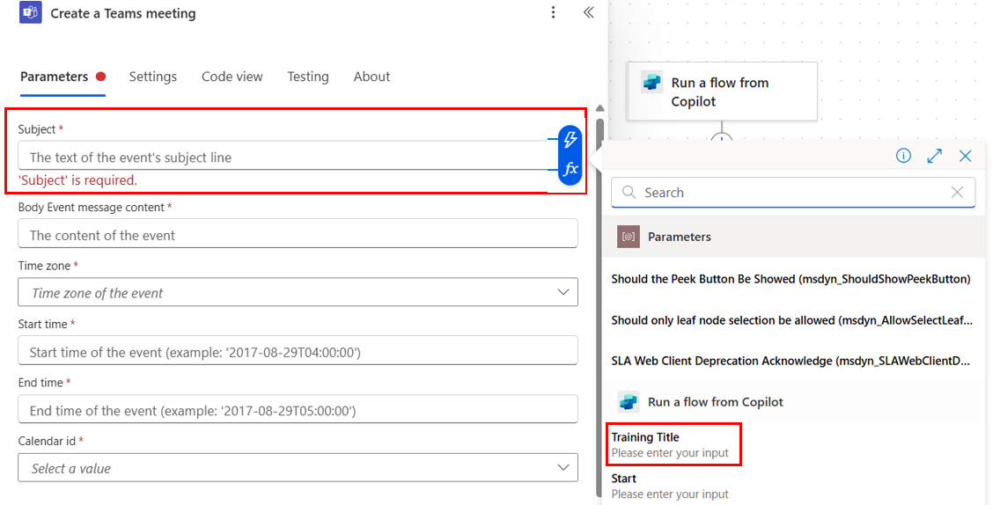 Create a Teams meeting
Parameters
Settings
Code view
Testing
About
Subject *
The text of the event's subject line
'Subject' is required.
Body Event message content *
The content of the event
Time zone *
Time zone of the event
Start time *
Start time of the event (example: '2017-08-29T04:00:00')
End time *
End time of the event (example: '2017-08-29T05:00:00')
Calendar id *
Select a value
fx
Run a flow from
Copilot
Search
[@]
Parameters
Should the Peek Button Be Showed (msdyn_ShouldShowPeekButton)
Should only leaf node selection be allowed (msdyn_AllowSelectLeaf...
SLA Web Client Deprecation Acknowledge (msdyn_SLAWebClientD...
Run a flow from Copilot
Training Title
Please enter your input
Start
Please enter your input